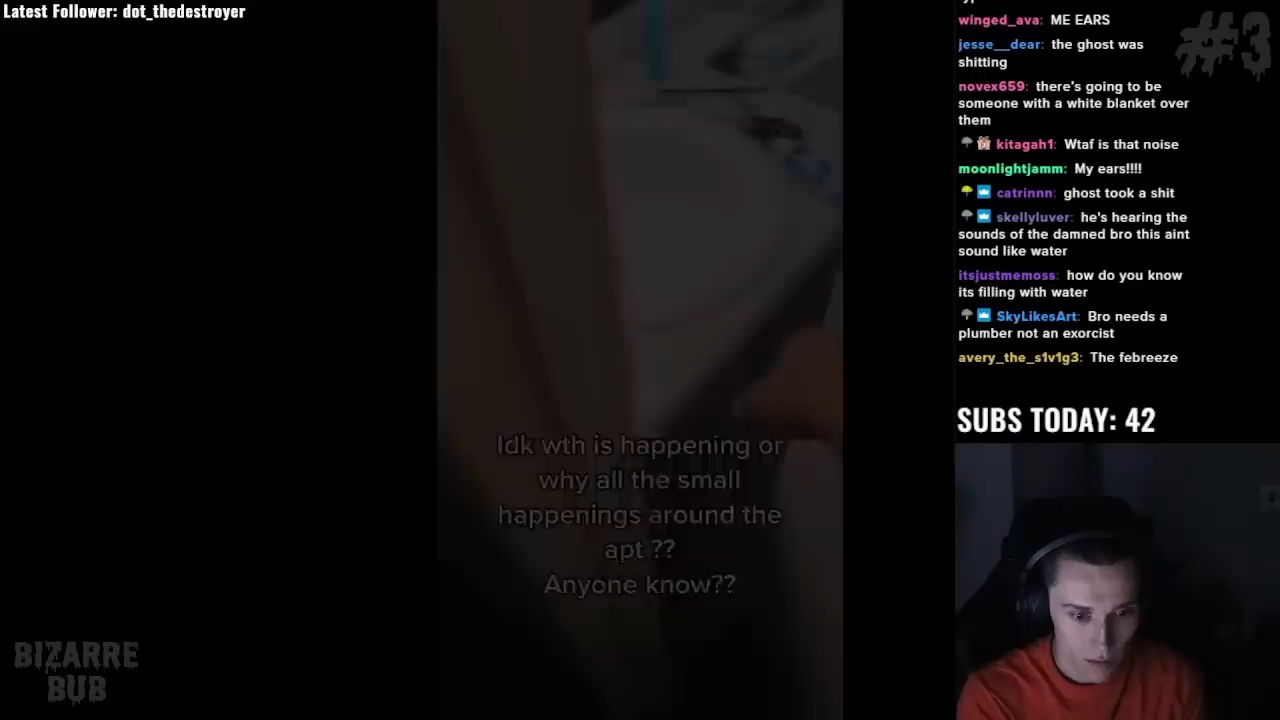 Latest Follower: dot_thedestroyer
#3
winged_ava: ME EARS
jesse__dear: the ghost was
shitting
novex659: there's going to be
someone with a white blanket over
them
kitagah1: Wtaf is that noise
moonlightjamm: My ears!!!!
catrinnn: ghost took a shit
skellyluver: he's hearing the
sounds of the damned bro this aint
sound like water
itsjustmemoss: how do you know
its filling with water
SkyLikesArt: Bro needs a
plumber not an exorcist
avery_the_s1v1g3: The febreeze
SUBS TODAY: 42
Idk wth is happening or
why all the small
happenings around the
apt ??
Anyone know??
BIZARRE
BUB